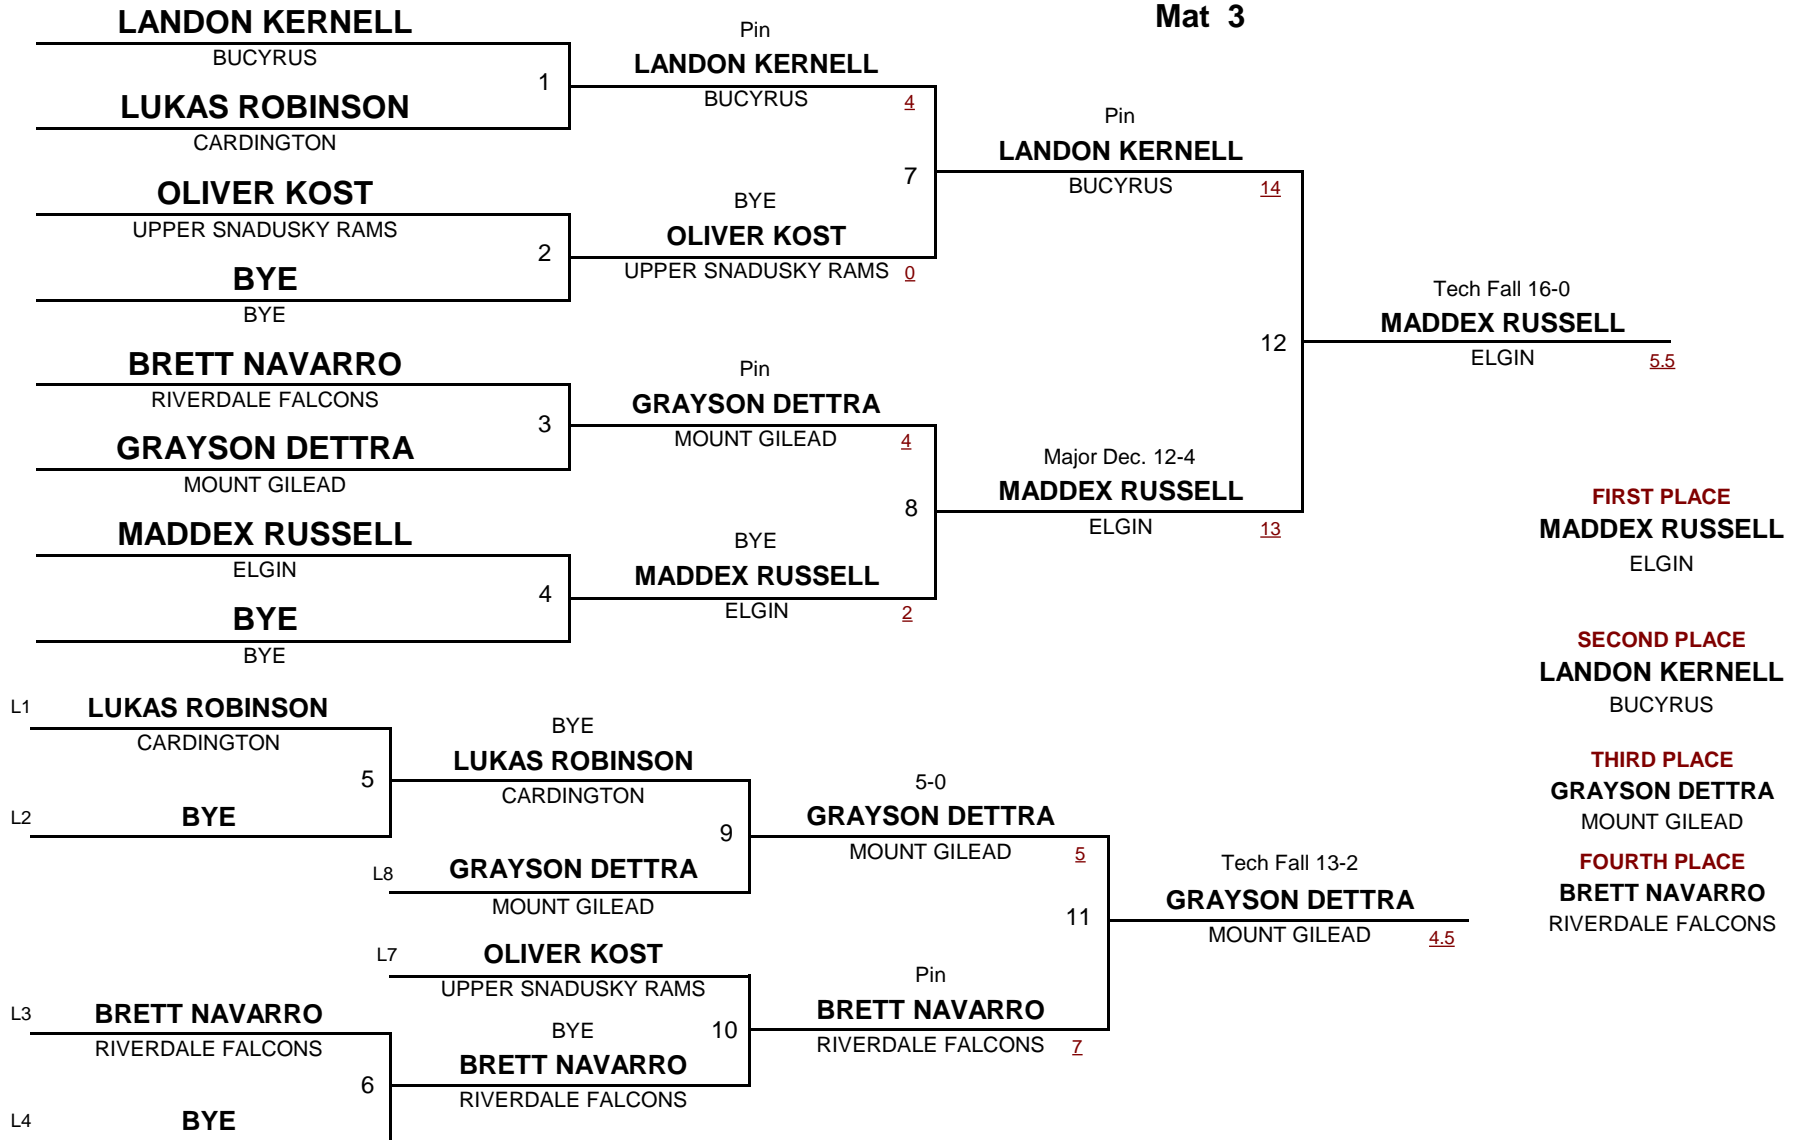 Mat 3
LANDON KERNELL
BUCYRUS
1
LUKAS ROBINSON
CARDINGTON
OLIVER KOST
UPPER SNADUSKY RAMS
2
BYE
BYE
BRETT NAVARRO
RIVERDALE FALCONS
3
GRAYSON DETTRA
MOUNT GILEAD
MADDEX RUSSELL
ELGIN
4
BYE
BYE
Pin
LANDON KERNELL
BUCYRUS 4
7
BYE
OLIVER KOST
UPPER SNADUSKY RAMS 0
Pin
GRAYSON DETTRA
MOUNT GILEAD 4
8
BYE
MADDEX RUSSELL
ELGIN 2
Pin
LANDON KERNELL
BUCYRUS 14
12
Major Dec. 12-4
MADDEX RUSSELL
ELGIN 13
Tech Fall 16-0
MADDEX RUSSELL
ELGIN 5.5
FIRST PLACE
MADDEX RUSSELL
ELGIN
SECOND PLACE
LANDON KERNELL
BUCYRUS
THIRD PLACE
GRAYSON DETTRA
MOUNT GILEAD
FOURTH PLACE
BRETT NAVARRO
RIVERDALE FALCONS
L1 LUKAS ROBINSON
CARDINGTON
5
L2 BYE
BYE
LUKAS ROBINSON
CARDINGTON
9
L8 GRAYSON DETTRA
MOUNT GILEAD
L7 OLIVER KOST
UPPER SNADUSKY RAMS
L3 BRETT NAVARRO
RIVERDALE FALCONS
6
L4 BYE
BYE
10
BRETT NAVARRO
RIVERDALE FALCONS
5-0
GRAYSON DETTRA
MOUNT GILEAD 5
11
Pin
BRETT NAVARRO
RIVERDALE FALCONS 7
Tech Fall 13-2
GRAYSON DETTRA
MOUNT GILEAD 4.5